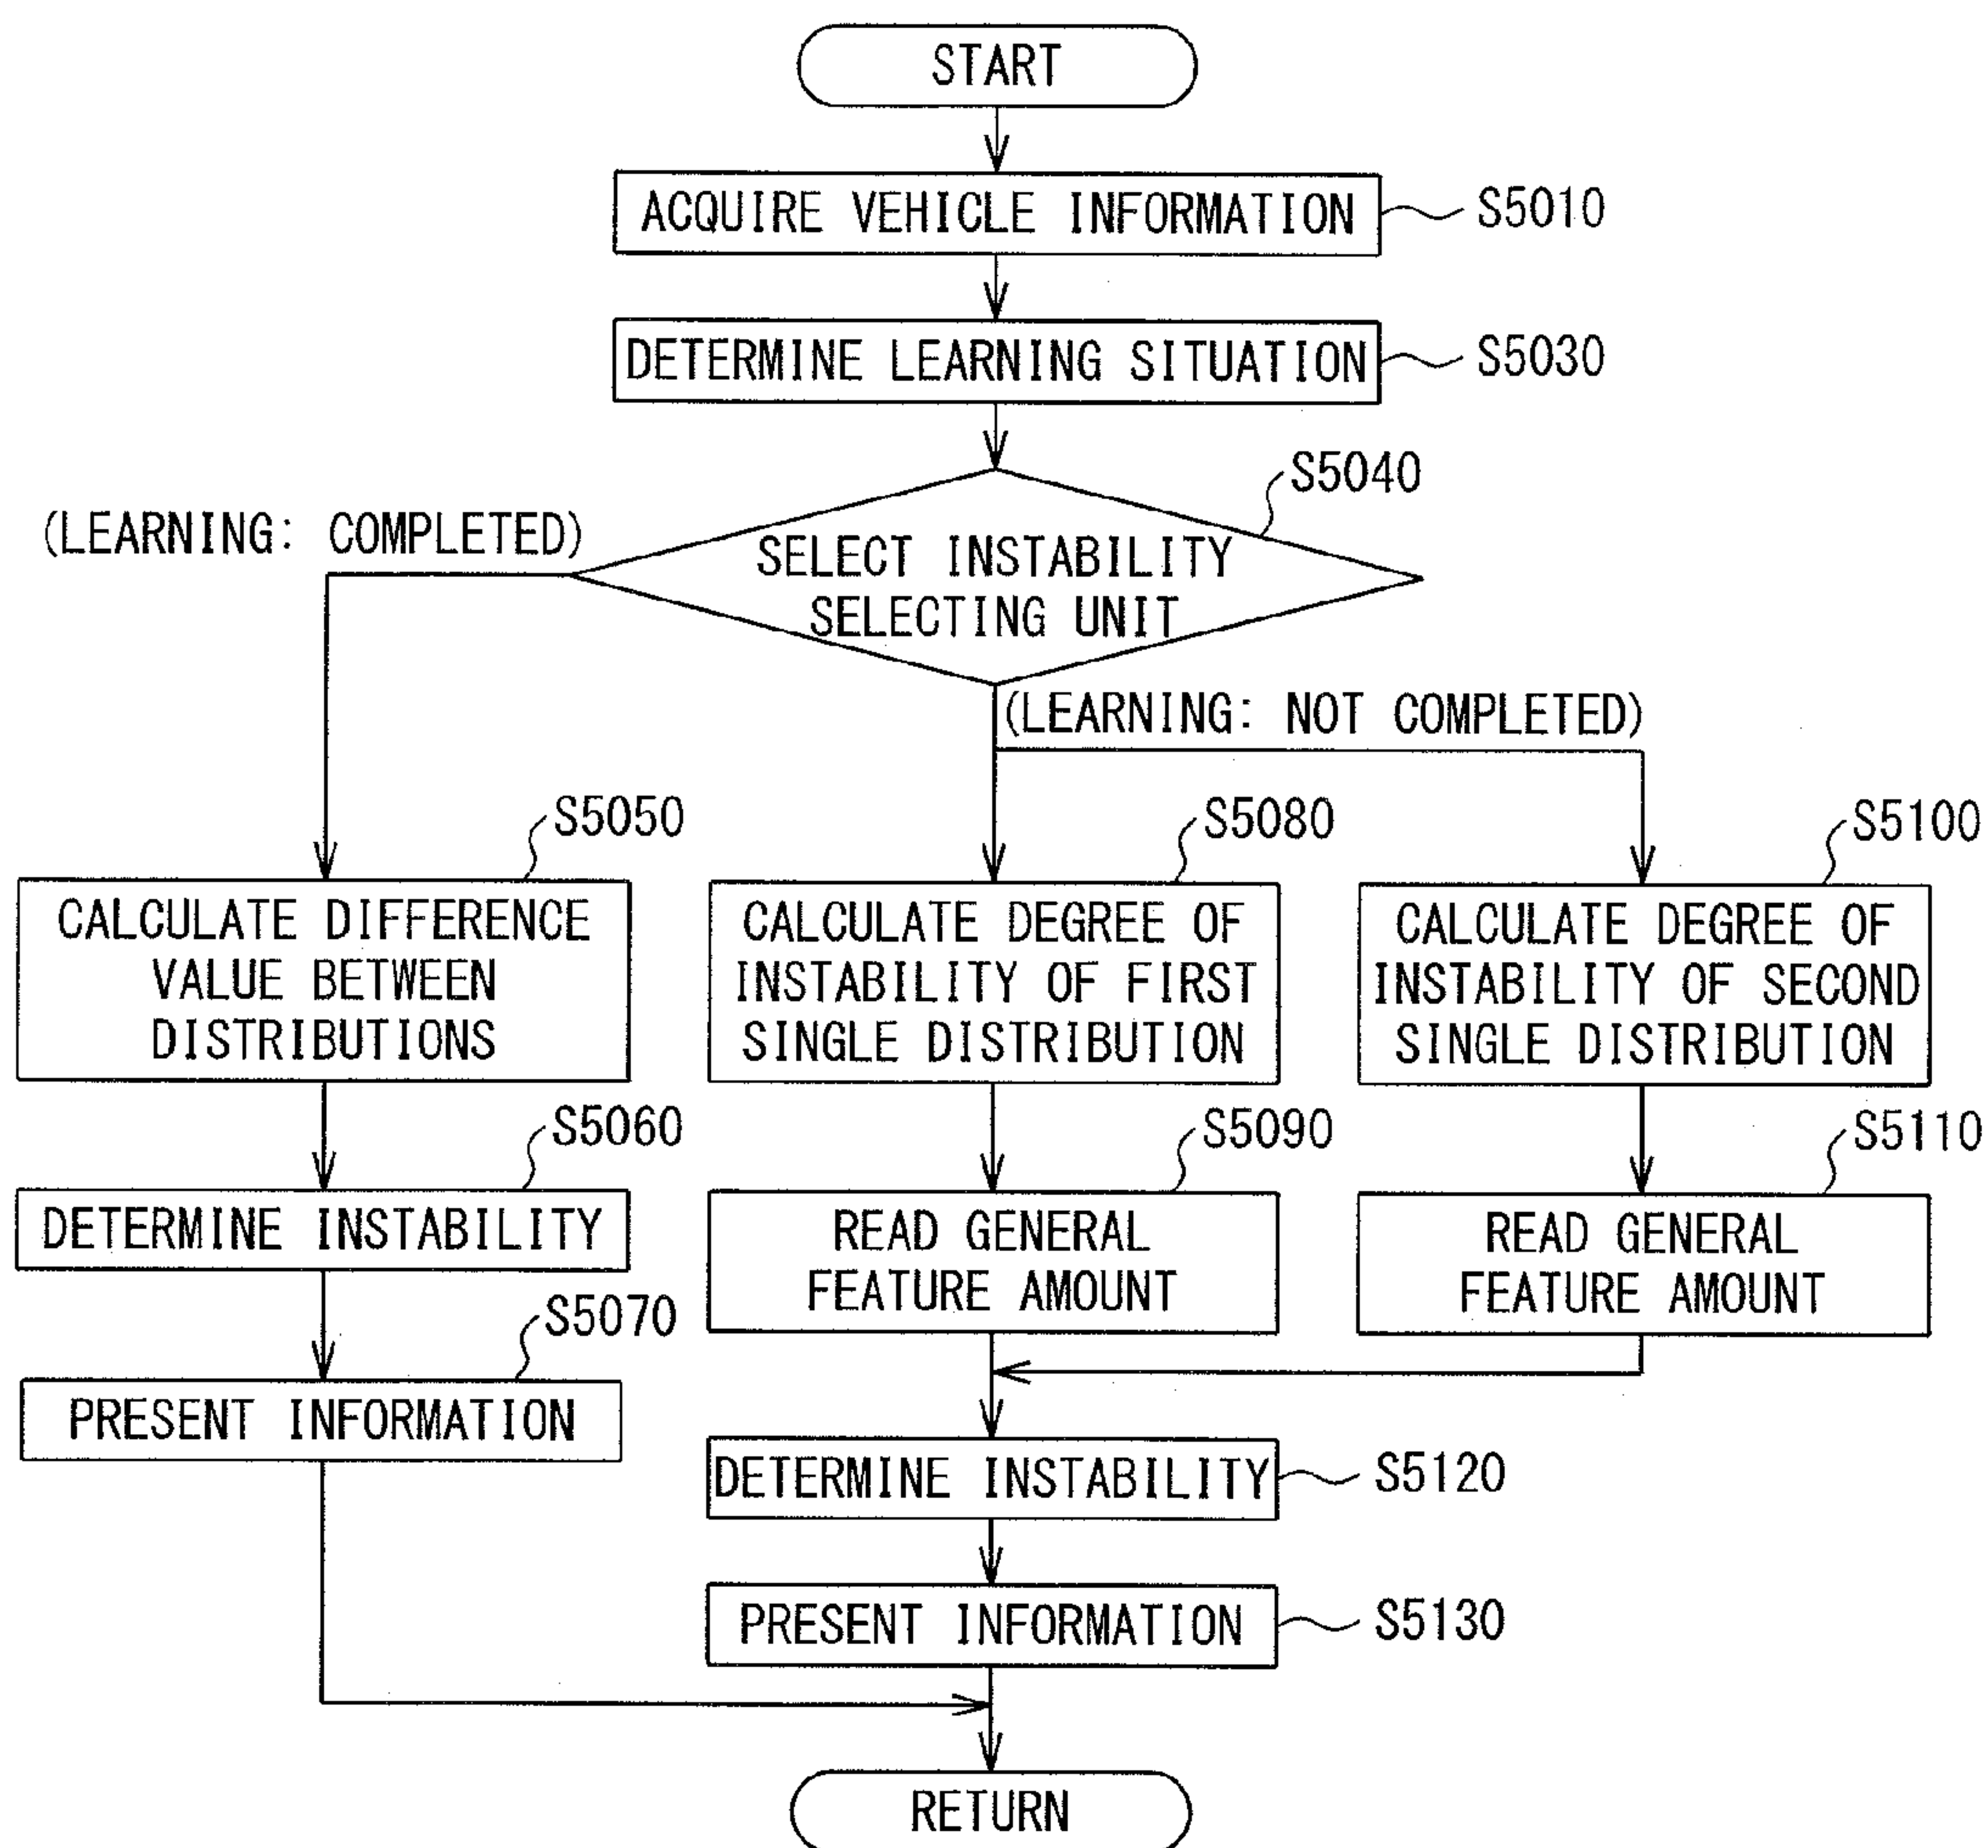 START
ACQUIRE VEHICLE INFORMATION
S5010
DETERMINE LEARNING SITUATION
S5030
S5040
(LEARNING: COMPLETED)
SELECT INSTABILITY
SELECTING UNIT
(LEARNING: NOT COMPLETED)
S5050
CALCULATE DIFFERENCE
VALUE BETWEEN
DISTRIBUTIONS
S5080
CALCULATE DEGREE OF
INSTABILITY OF FIRST
SINGLE DISTRIBUTION
S5100
CALCULATE DEGREE OF
INSTABILITY OF SECOND
SINGLE DISTRIBUTION
S5060
DETERMINE INSTABILITY
S5090
READ GENERAL
FEATURE AMOUNT
S5110
READ GENERAL
FEATURE AMOUNT
S5070
PRESENT INFORMATION
DETERMINE INSTABILITY
S5120
PRESENT INFORMATION
S5130
RETURN